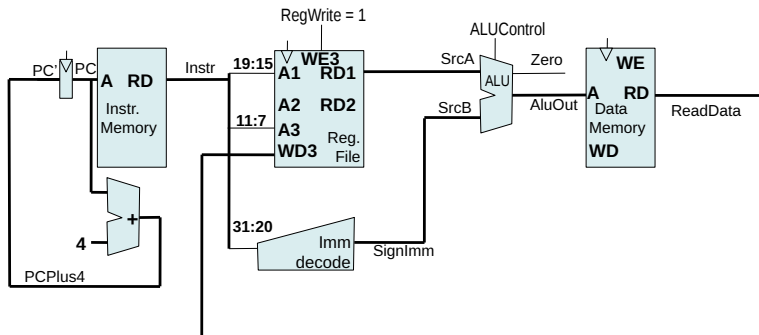 RegWrite = 1
ALUControl
PC' PC
A RD
Instr.
Memory
Instr
19:15
WE3
A1 RD1
A2 RD2
11:7
A3
Reg.
WD3
File
SrcA
SrcB
ALU
Zero
AluOut
WE
A RD
Data
Memory
WD
ReadData
+
4
PCPlus4
31:20
Imm
decode
SignImm